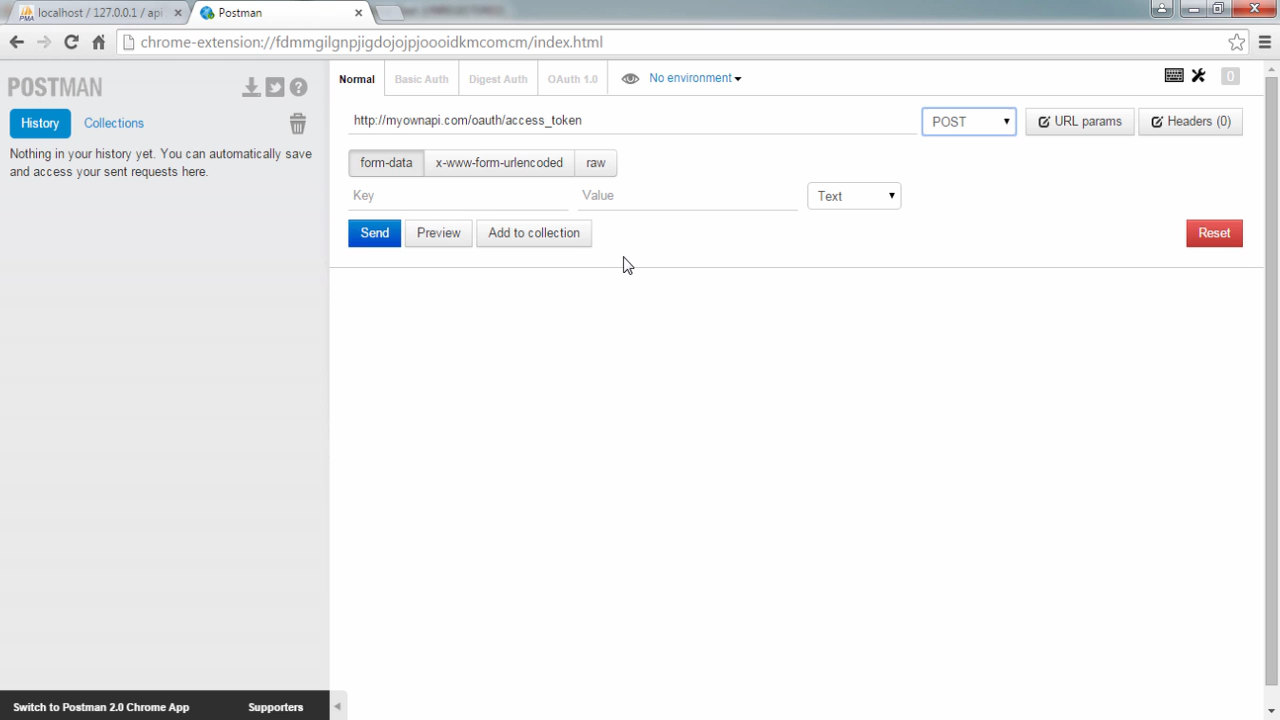 localhost / 127.0.0.1 / api
Postman
chrome-extension://fdmmgilgnpjigdojojpjoooidkmcomcm/index.html
POSTMAN
Normal
Basic Auth
Digest Auth
OAuth 1.0
No environment
0
History
Collections
http://myownapi.com/oauth/access_token
POST
URL params
Headers (0)
Nothing in your history yet. You can automatically save
and access your sent requests here.
form-data
x-www-form-urlencoded
raw
Key
Value
Text
Send
Preview
Add to collection
Reset
Switch to Postman 2.0 Chrome App
Supporters